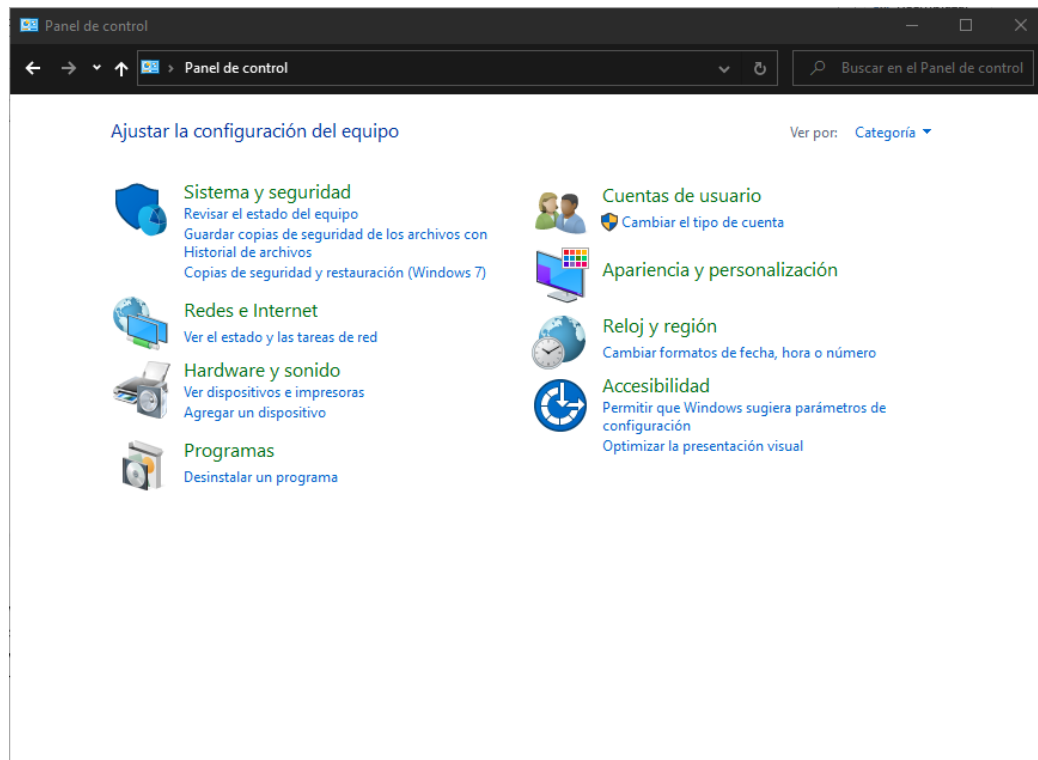 Panel de control
Panel de control
Buscar en el Panel de control
Ajustar la configuración del equipo
Ver por: Categoría
Sistema y seguridad
Revisar el estado del equipo
Guardar copias de seguridad de los archivos con
Historial de archivos
Copias de seguridad y restauración (Windows 7)
Redes e Internet
Ver el estado y las tareas de red
Hardware y sonido
Ver dispositivos e impresoras
Agregar un dispositivo
Programas
Desinstalar un programa
Cuentas de usuario
Cambiar el tipo de cuenta
Apariencia y personalización
Reloj y región
Cambiar formatos de fecha, hora o número
Accesibilidad
Permitir que Windows sugiera parámetros de
configuración
Optimizar la presentación visual